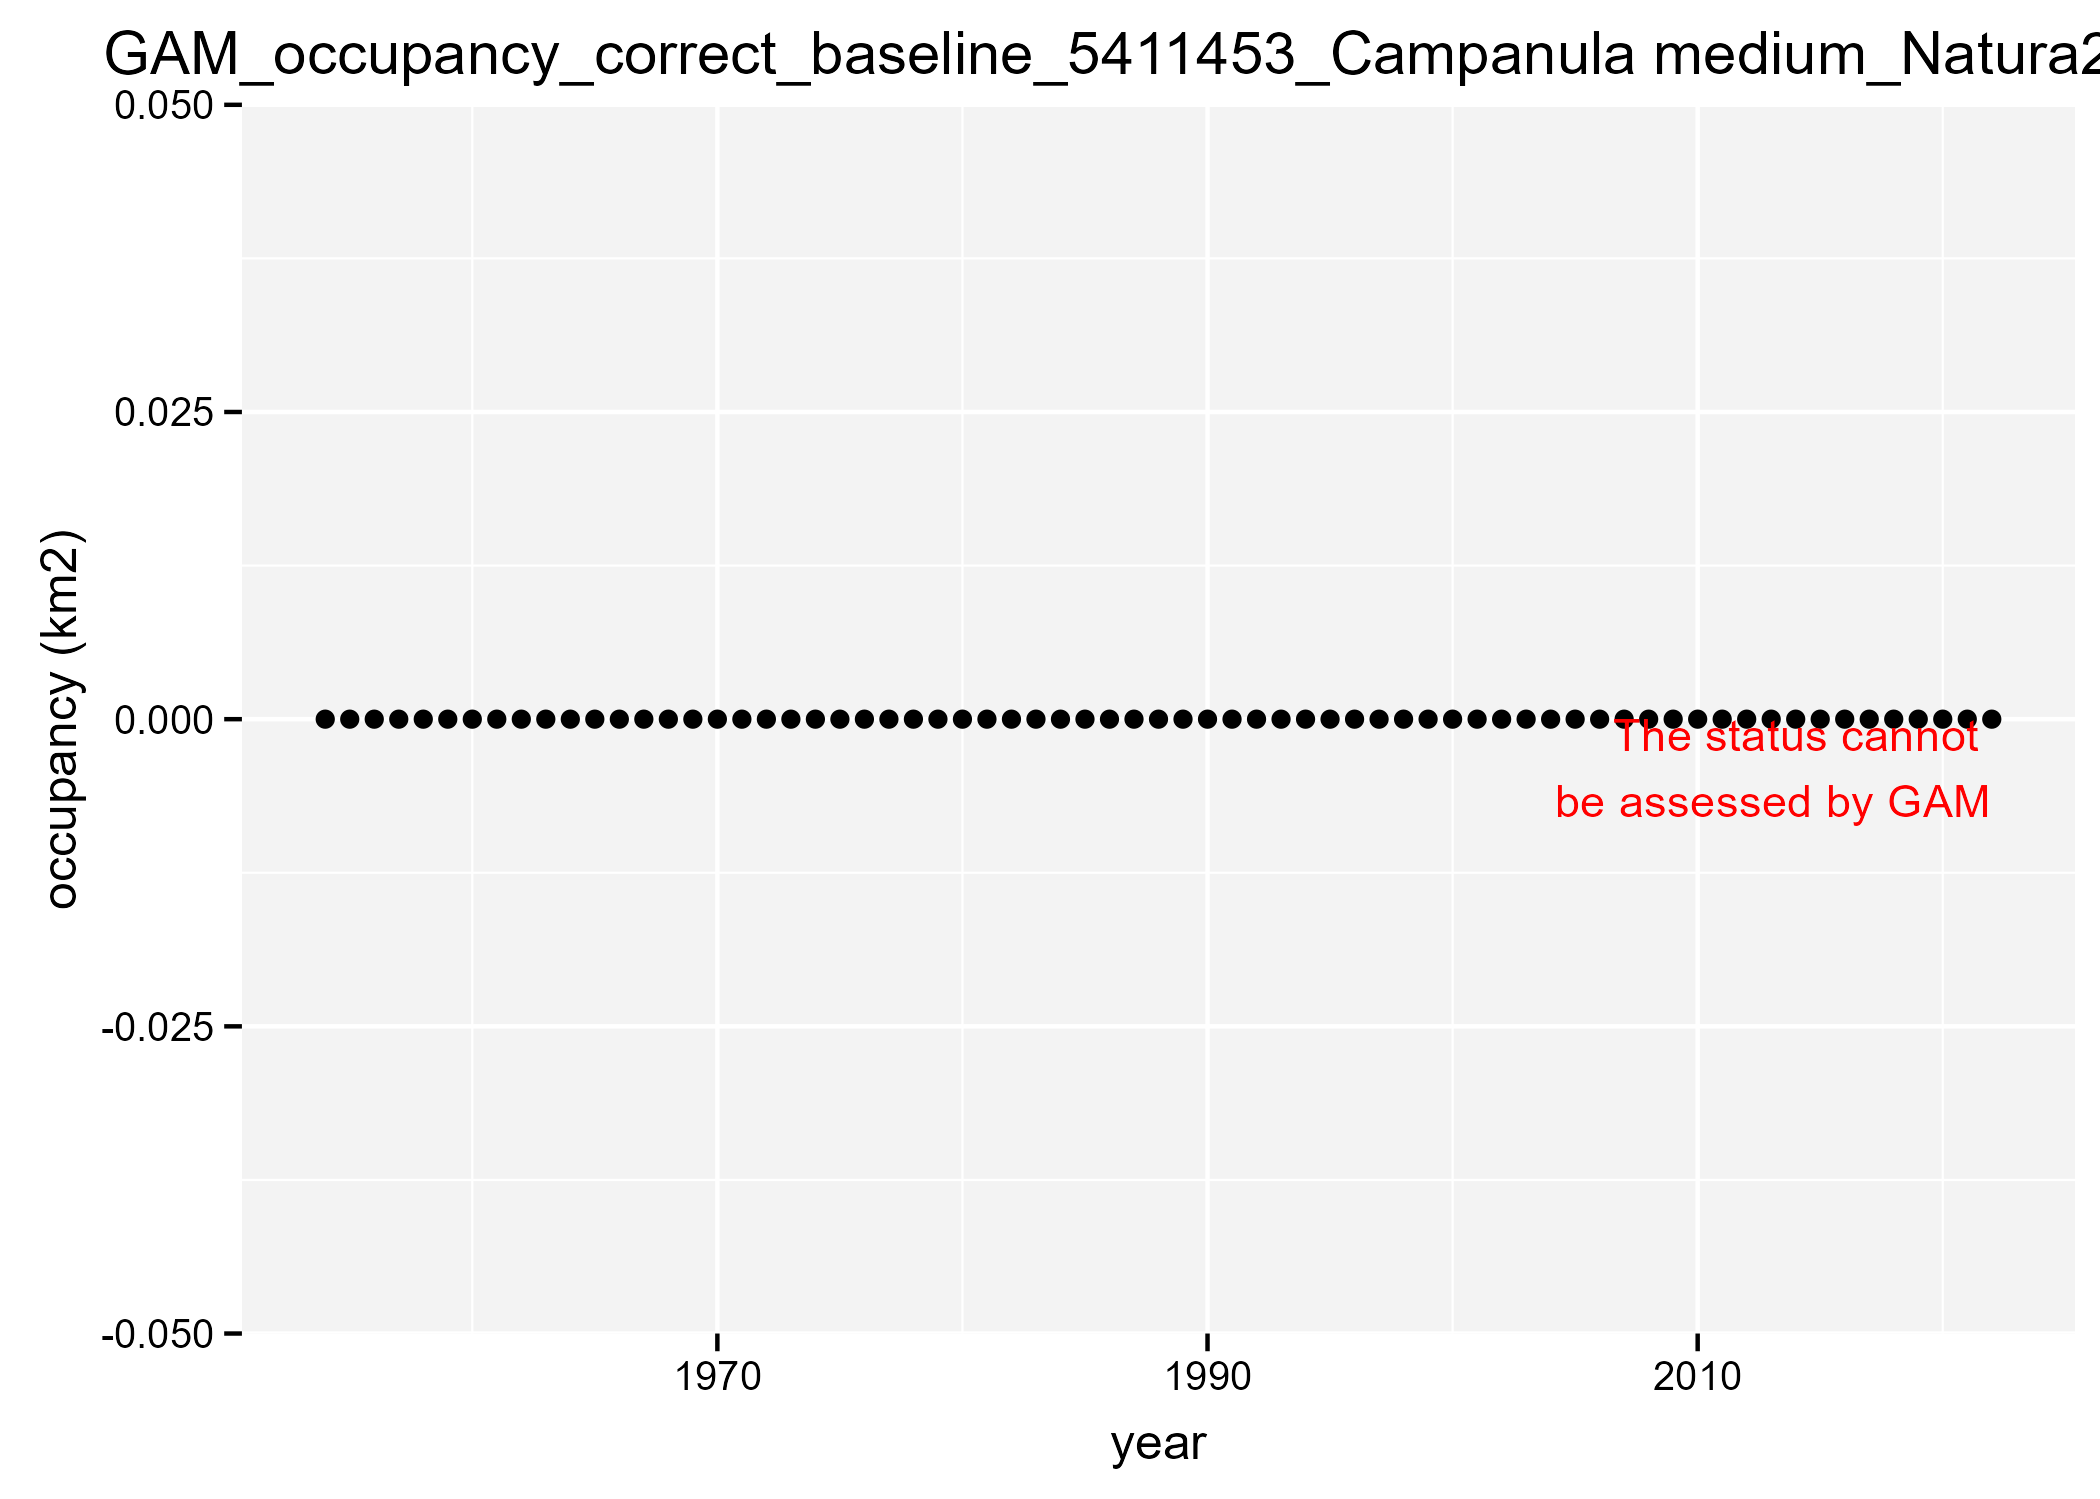 GAM_occupancy_correct_baseline_5411453_Campanula medium_Natura2
0.050
0.025
0.000
-0.025
-0.050
occupancy (km2)
The status cannot
be assessed by GAM
1970 1990 2010
year